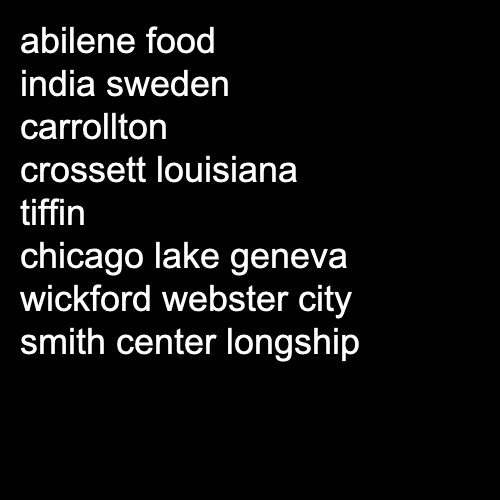 abilene food
india sweden
carrollton
crossett louisiana
tiffin
chicago lake geneva
wickford webster city
smith center longship